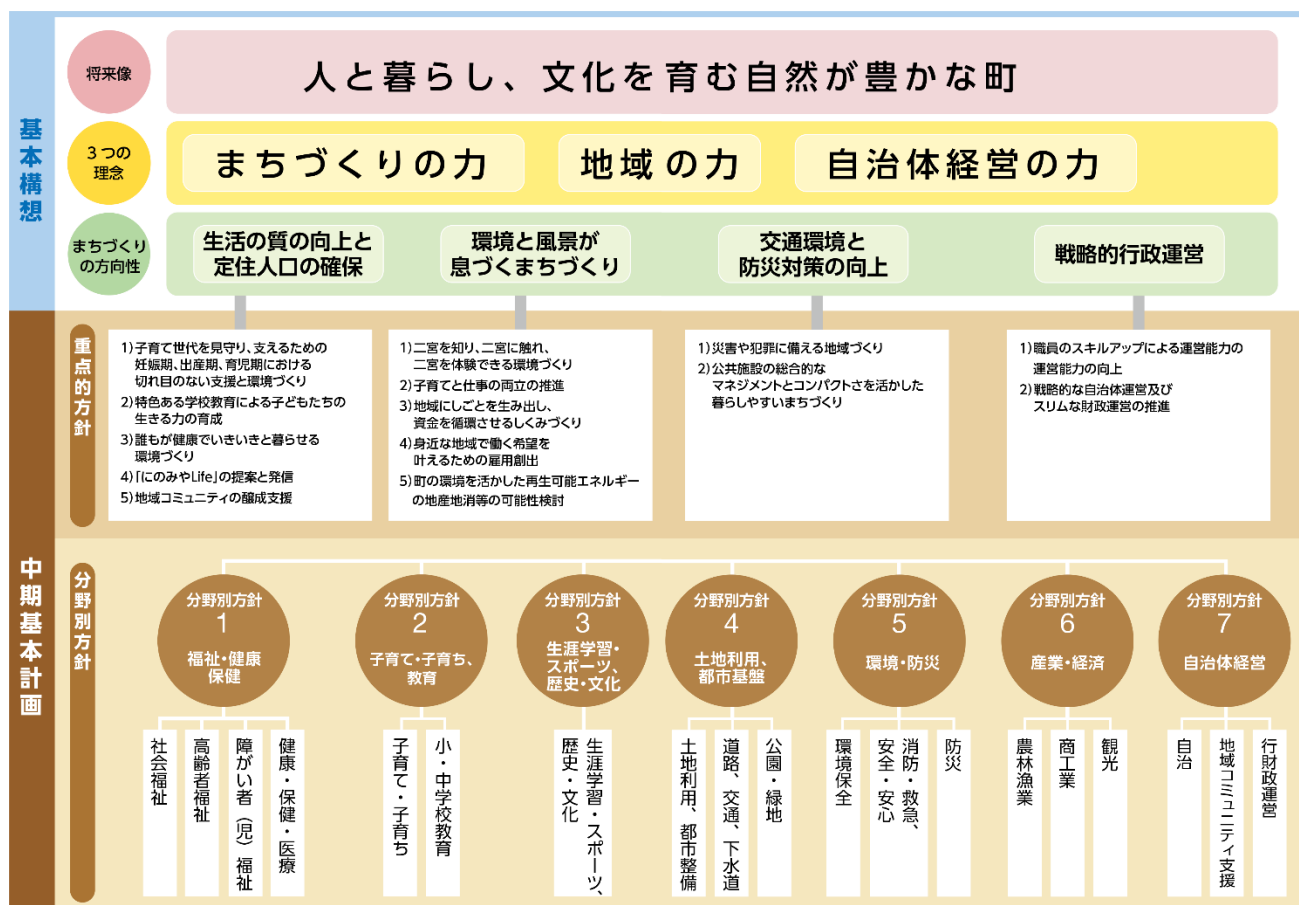 基本構想
将来像
人と暮らし、文化を育む自然が豊かな町
3つの
理念
まちづくりの力
地域の力
自治体経営の力
まちづくり
の方向性
生活の質の向上と
定住人口の確保
環境と風景が
息づくまちづくり
交通環境と
防災対策の向上
戦略的行政運営
中期基本計画
重点的方針
1)子育て世代を見守り、支えるための
妊娠期、出産期、育児期における
切れ目のない支援と環境づくり
2)特色ある学校教育による子どもたちの
生きる力の育成
3)誰もが健康でいきいきと暮らせる
環境づくり
4)「にのみやLife」の提案と発信
5)地域コミュニティの醸成支援
1)二宮を知り、二宮に触れ、
二宮を体験できる環境づくり
2)子育てと仕事の両立の推進
3)地域にしごとを生み出し、
資金を循環させるしくみづくり
4)身近な地域で働く希望を
叶えるための雇用創出
5)町の環境を活かした再生可能エネルギー
の地産地消等の可能性検討
1)災害や犯罪に備える地域づくり
2)公共施設の総合的な
マネジメントとコンパクトさを活かした
暮らしやすいまちづくり
1)職員のスキルアップによる運営能力の
運営能力の向上
2)戦略的な自治体運営及び
スリムな財政運営の推進
分野別方針
分野別方針
1
福祉・健康
保健
分野別方針
2
子育て・子育ち、
教育
分野別方針
3
生涯学習・
スポーツ、
歴史・文化
分野別方針
4
土地利用、
都市基盤
分野別方針
5
環境・防災
分野別方針
6
産業・経済
分野別方針
7
自治体経営
社会福祉
高齢者福祉
障がい者(児)福祉
健康・保健・医療
子育て・子育ち
小・中学校教育
生涯学習・スポーツ、
歴史・文化
土地利用、都市整備
道路、交通、下水道
公園・緑地
環境保全
消防・救急、
安全・安心
防災
農林漁業
商工業
観光
自治
地域コミュニティ支援
行財政運営